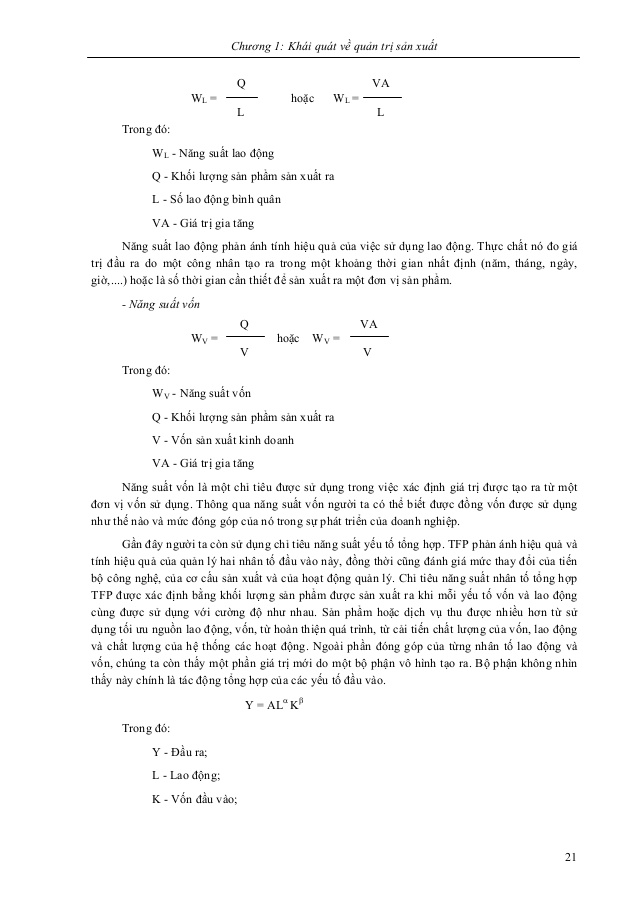 Chương 1: Khái quát về quản trị sản xuất
Q VA
W_L = hoặc W_L =
L L
Trong đó:
W_L - Năng suất lao động
Q - Khối lượng sản phẩm sản xuất ra
L - Số lao động bình quân
VA - Giá trị gia tăng
Năng suất lao động phản ánh tính hiệu quả của việc sử dụng lao động. Thực chất nó đo giá
trị đầu ra do một công nhân tạo ra trong một khoảng thời gian nhất định (năm, tháng, ngày,
giờ,....) hoặc là số thời gian cần thiết để sản xuất ra một đơn vị sản phẩm.
- Năng suất vốn
Q VA
W_V = hoặc W_V =
V V
Trong đó:
W_V - Năng suất vốn
Q - Khối lượng sản phẩm sản xuất ra
V - Vốn sản xuất kinh doanh
VA - Giá trị gia tăng
Năng suất vốn là một chỉ tiêu được sử dụng trong việc xác định giá trị được tạo ra từ một
đơn vị vốn sử dụng. Thông qua năng suất vốn người ta có thể biết được đồng vốn được sử dụng
như thế nào và mức đóng góp của nó trong sự phát triển của doanh nghiệp.
Gần đây người ta còn sử dụng chỉ tiêu năng suất yếu tố tổng hợp. TFP phản ánh hiệu quả và
tính hiệu quả của quản lý hai nhân tố đầu vào này, đồng thời cũng đánh giá mức thay đổi của tiến
bộ công nghệ, của cơ cấu sản xuất và của hoạt động quản lý. Chỉ tiêu năng suất nhân tố tổng hợp
TFP được xác định bằng khối lượng sản phẩm được sản xuất ra khi mỗi yếu tố vốn và lao động
cùng được sử dụng với cường độ như nhau. Sản phẩm hoặc dịch vụ thu được nhiều hơn từ sử
dụng tối ưu nguồn lao động, vốn, từ hoàn thiện quá trình, từ cải tiến chất lượng của vốn, lao động
và chất lượng của hệ thống các hoạt động. Ngoài phần đóng góp của từng nhân tố lao động và
vốn, chúng ta còn thấy một phần giá trị mới do một bộ phận vô hình tạo ra. Bộ phận không nhìn
thấy này chính là tác động tổng hợp của các yếu tố đầu vào.
Y = AL^α K^β
Trong đó:
Y - Đầu ra;
L - Lao động;
K - Vốn đầu vào;
21